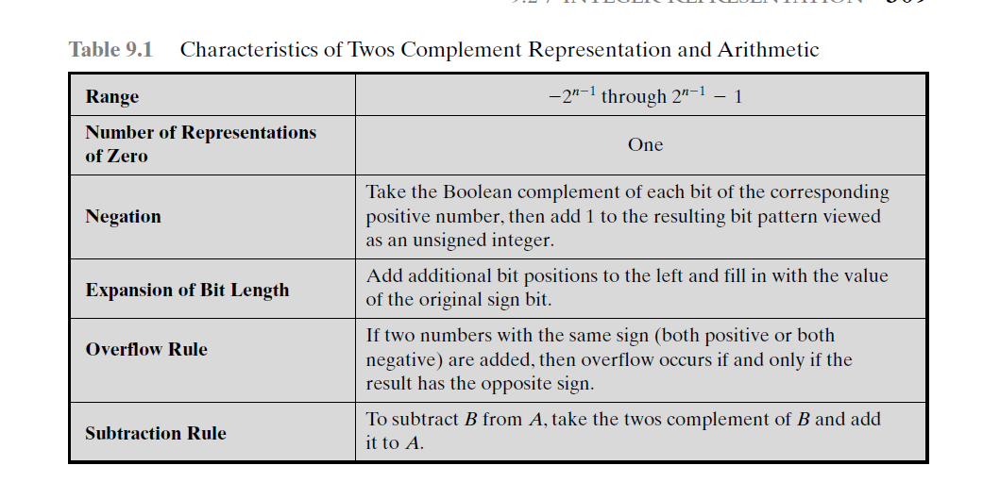 Table 9.1 Characteristics of Twos Complement Representation and Arithmetic
Range
−2ⁿ⁻¹ through 2ⁿ⁻¹ − 1
Number of Representations
of Zero
One
Negation
Take the Boolean complement of each bit of the corresponding
positive number, then add 1 to the resulting bit pattern viewed
as an unsigned integer.
Expansion of Bit Length
Add additional bit positions to the left and fill in with the value
of the original sign bit.
Overflow Rule
If two numbers with the same sign (both positive or both
negative) are added, then overflow occurs if and only if the
result has the opposite sign.
Subtraction Rule
To subtract B from A, take the twos complement of B and add
it to A.